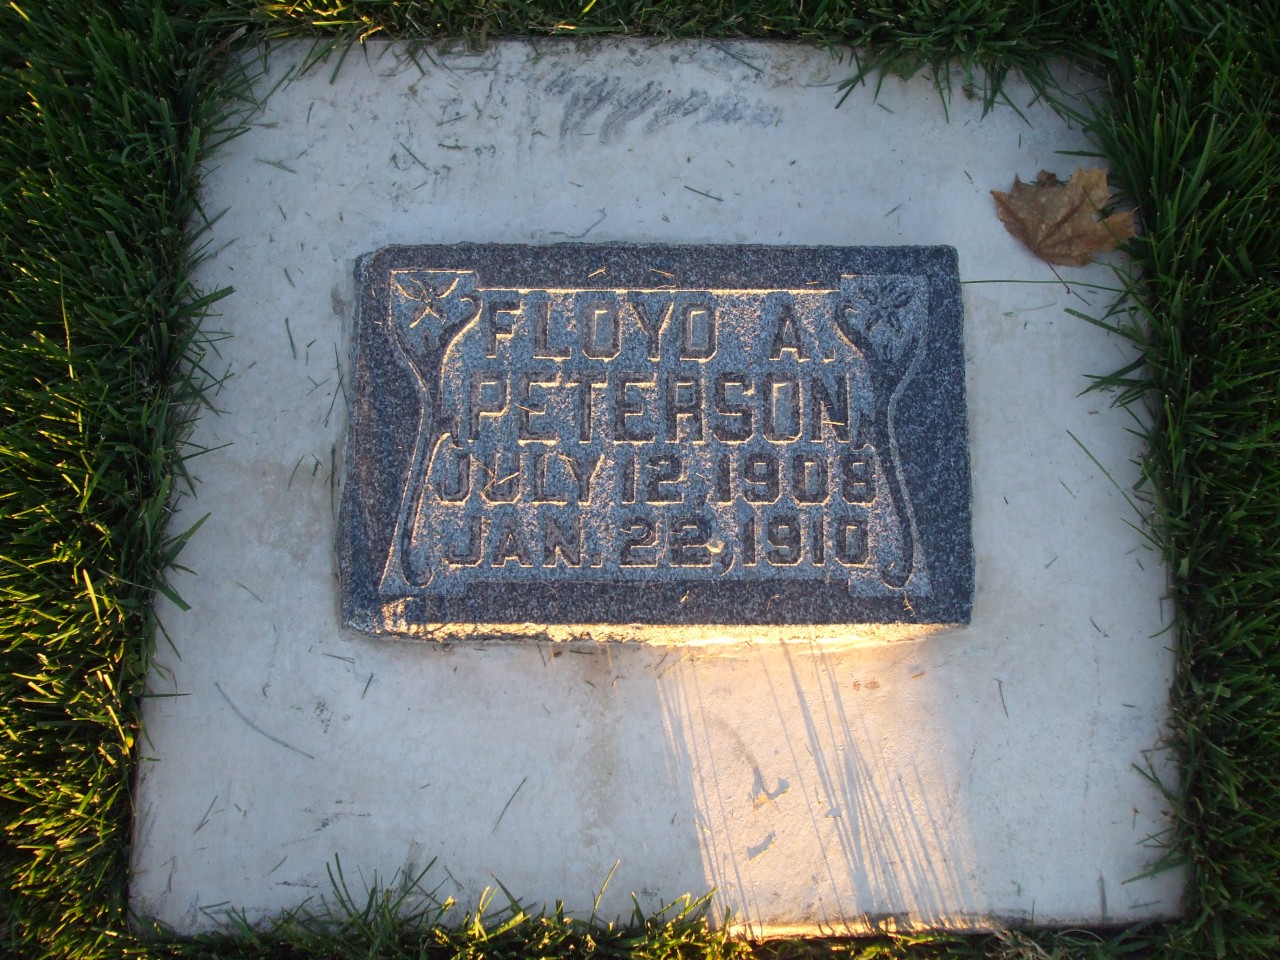 FLOYD A.
PETERSON
JULY 12, 1908
JAN. 22, 1910